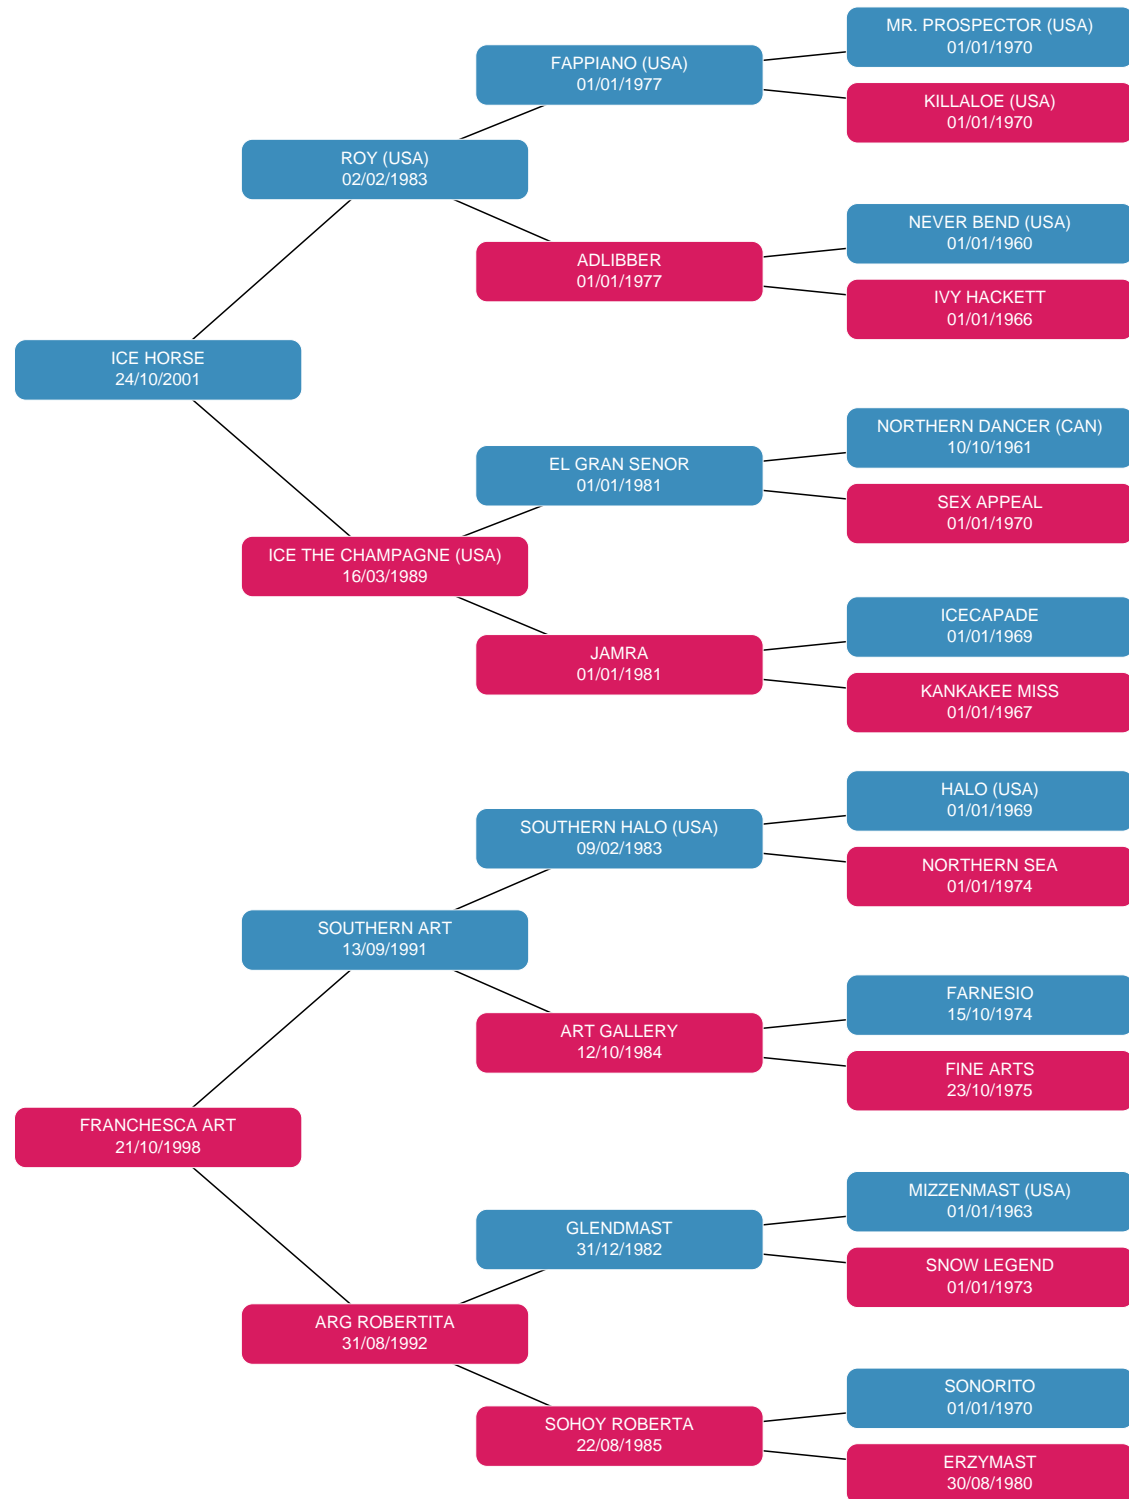 MR. PROSPECTOR (USA)
01/01/1970
FAPPIANO (USA)
01/01/1977
KILLALOE (USA)
01/01/1970
ROY (USA)
02/02/1983
NEVER BEND (USA)
01/01/1960
ADLIBBER
01/01/1977
IVY HACKETT
01/01/1966
ICE HORSE
24/10/2001
NORTHERN DANCER (CAN)
10/10/1961
EL GRAN SENOR
01/01/1981
SEX APPEAL
01/01/1970
ICE THE CHAMPAGNE (USA)
16/03/1989
ICECAPADE
01/01/1969
JAMRA
01/01/1981
KANKAKEE MISS
01/01/1967
HALO (USA)
01/01/1969
SOUTHERN HALO (USA)
09/02/1983
NORTHERN SEA
01/01/1974
SOUTHERN ART
13/09/1991
FARNESIO
15/10/1974
ART GALLERY
12/10/1984
FINE ARTS
23/10/1975
FRANCHESCA ART
21/10/1998
MIZZENMAST (USA)
01/01/1963
GLENDMAST
31/12/1982
SNOW LEGEND
01/01/1973
ARG ROBERTITA
31/08/1992
SONORITO
01/01/1970
SOHOY ROBERTA
22/08/1985
ERZYMAST
30/08/1980